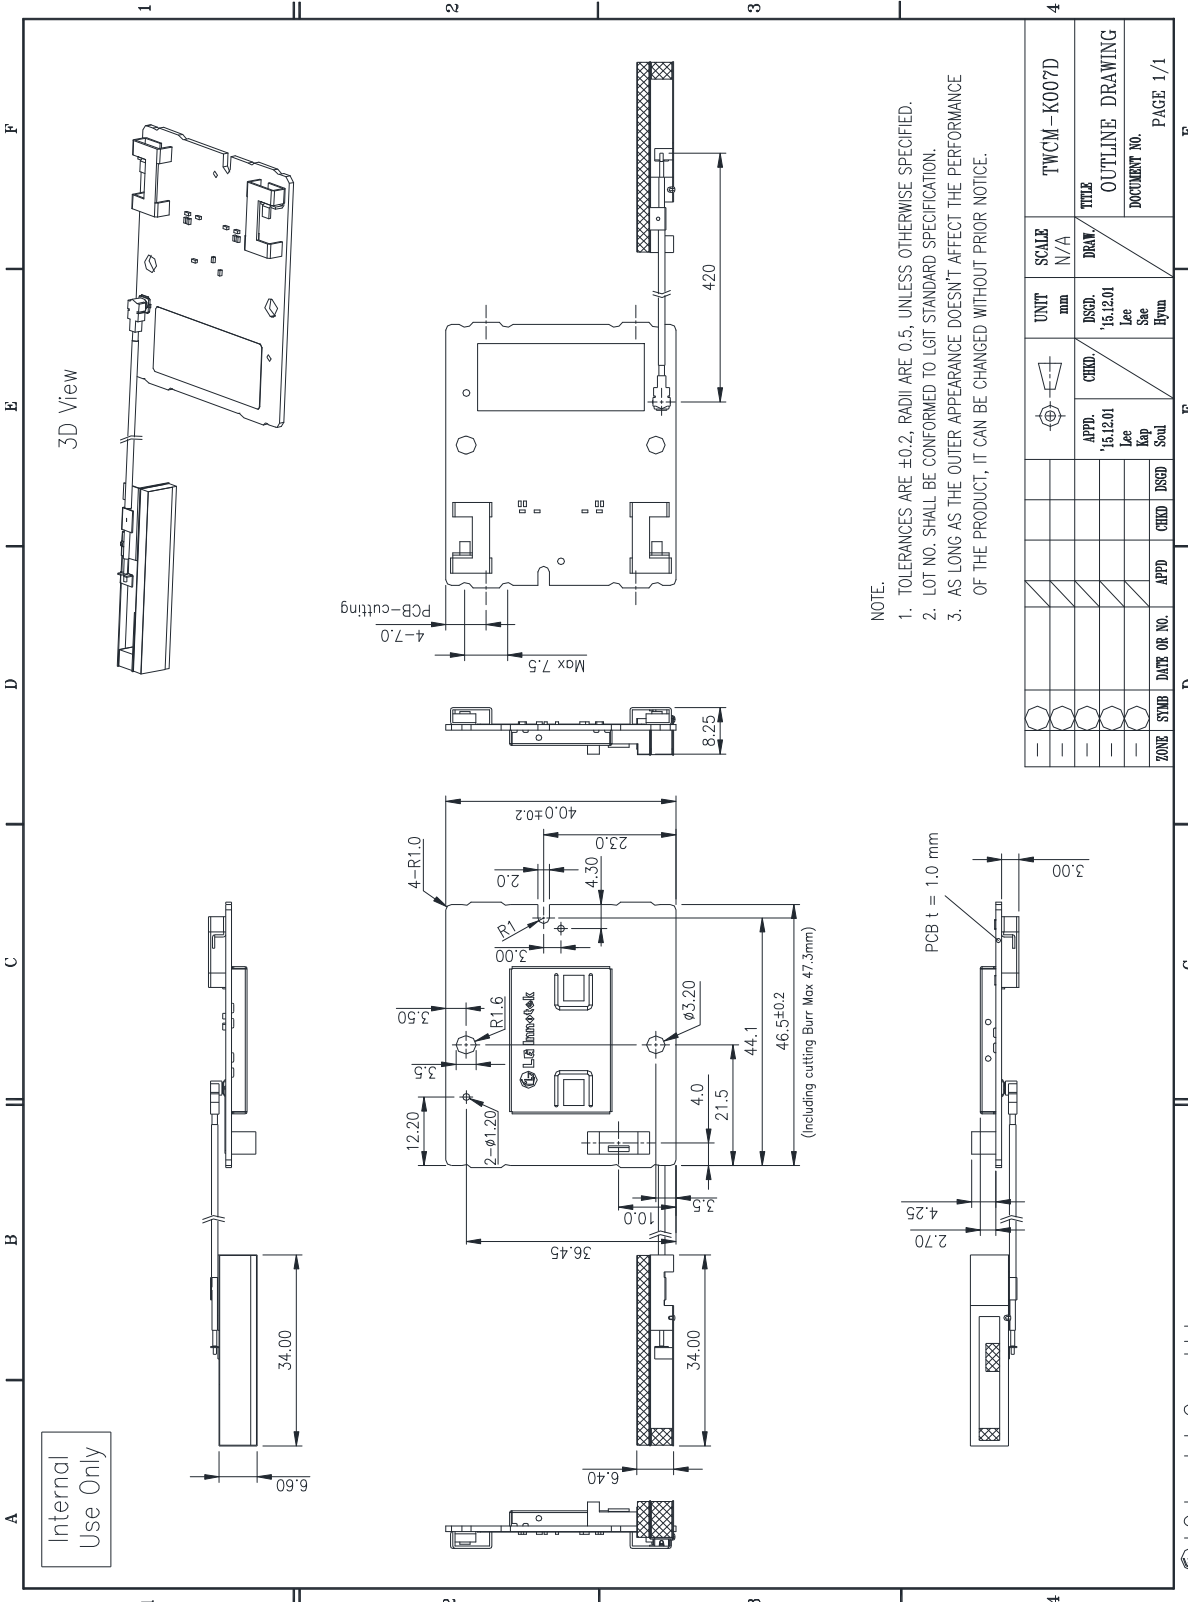 Internal
Use Only
A
B
C
D
E
F
1
2
3
4
3D View
6.60
34.00
6.40
34.00
36.45
10.0
3.5
12.20
2-ø1.20
3.5
R1.6
3.50
LG Innotek
3.00
R1
2.0
4.30
23.0
40.0±0.2
4-R1.0
ø3.20
4.0
21.5
44.1
46.5±0.2
(Including cutting Burr Max 47.3mm)
8.25
Max 7.5
4-7.0
PCB-cutting
420
2.70
4.25
PCB t = 1.0 mm
3.00
NOTE.
1. TOLERANCES ARE ±0.2, RADII ARE 0.5, UNLESS OTHERWISE SPECIFIED.
2. LOT NO. SHALL BE CONFORMED TO LGIT STANDARD SPECIFICATION.
3. AS LONG AS THE OUTER APPEARANCE DOESN'T AFFECT THE PERFORMANCE
OF THE PRODUCT, IT CAN BE CHANGED WITHOUT PRIOR NOTICE.
UNIT
mm
SCALE
N/A
TWCM-K007D
APPD.
'15.12.01
Lee
Kap
Soul
CHKD.
DSGD.
'15.12.01
Lee
Sae
Hyun
DRAW.
TITLE
OUTLINE DRAWING
DOCUMENT NO.
PAGE 1/1
ZONE SYMB DATE OR NO. APPD CHKD DSGD